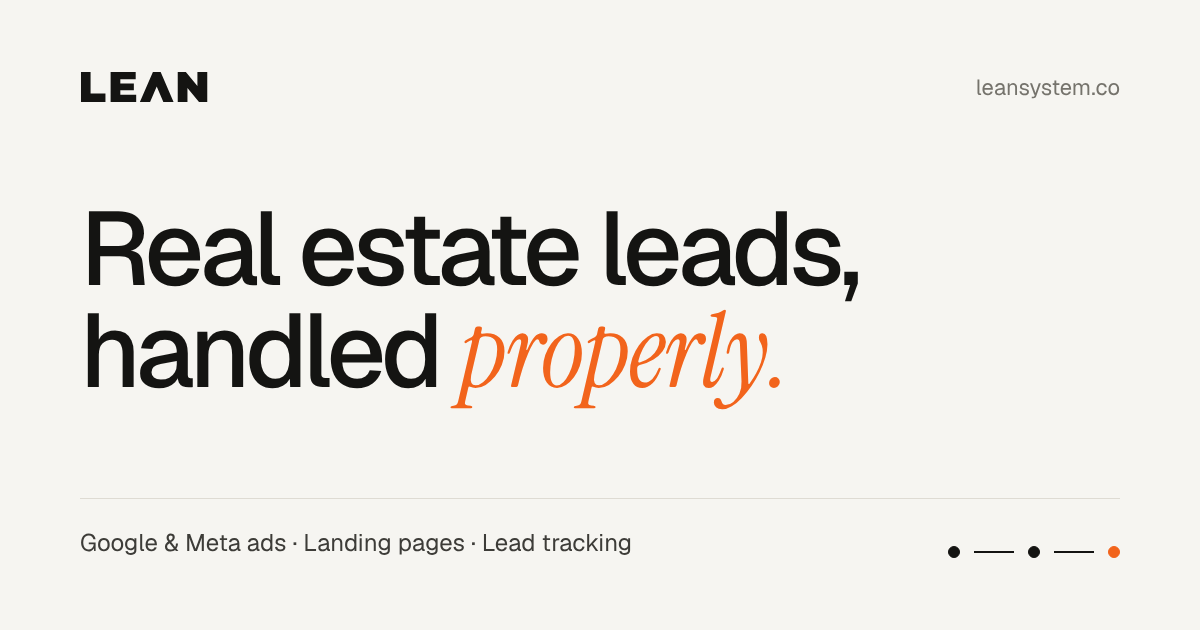 LEAN
leansystem.co
Real estate leads,
handled properly.
Google & Meta ads · Landing pages · Lead tracking